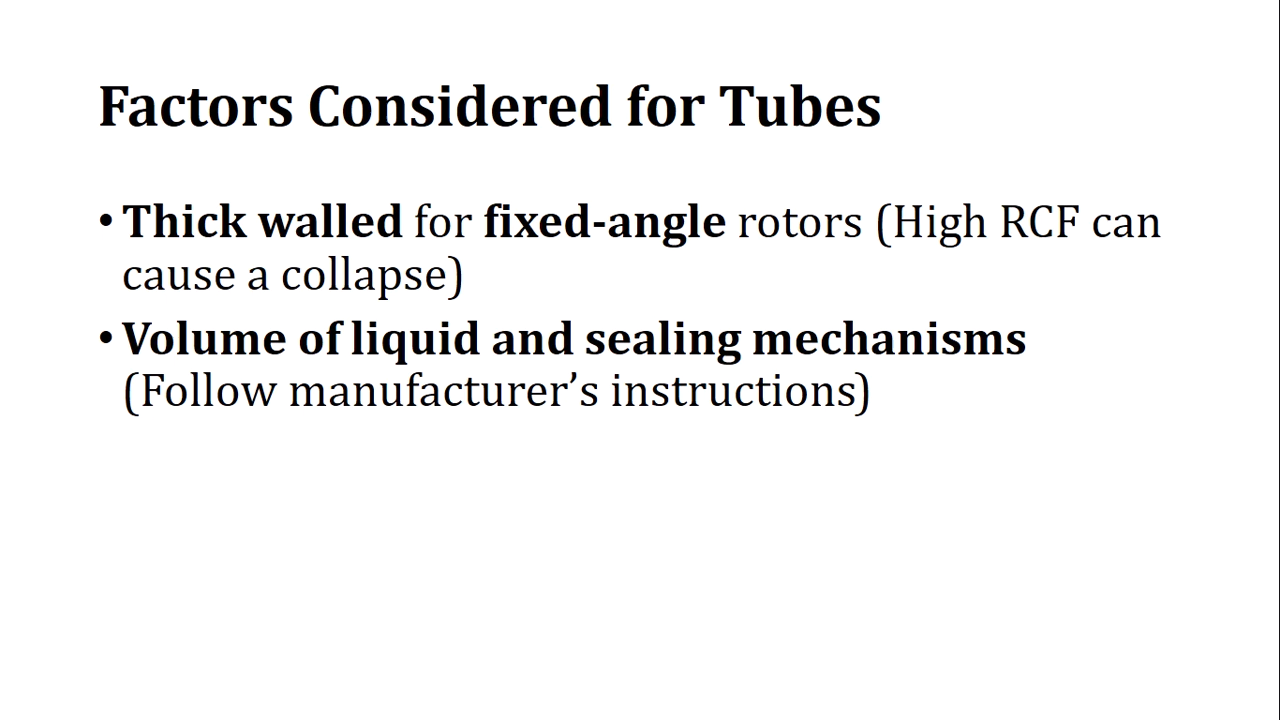 Factors Considered for Tubes
• Thick walled for fixed-angle rotors (High RCF can
cause a collapse)
• Volume of liquid and sealing mechanisms
(Follow manufacturer’s instructions)